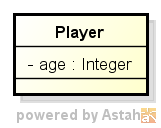 Player
- age : Integer
powered by Astah